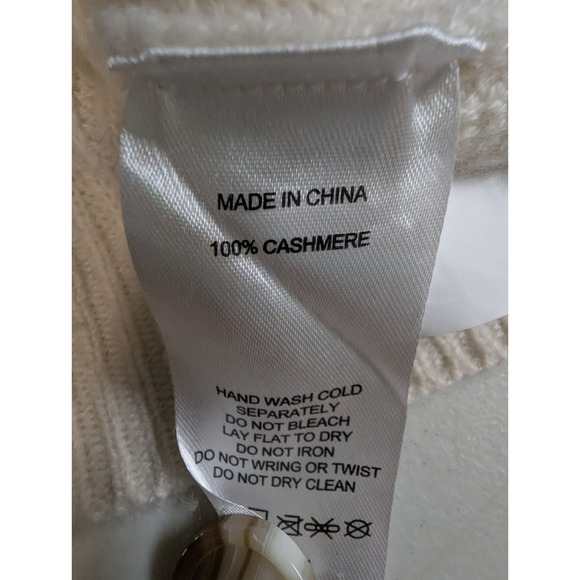 MADE IN CHINA
100% CASHMERE
HAND WASH COLD
SEPARATELY
DO NOT BLEACH
LAY FLAT TO DRY
DO NOT IRON
DO NOT WRING OR TWIST
DO NOT DRY CLEAN